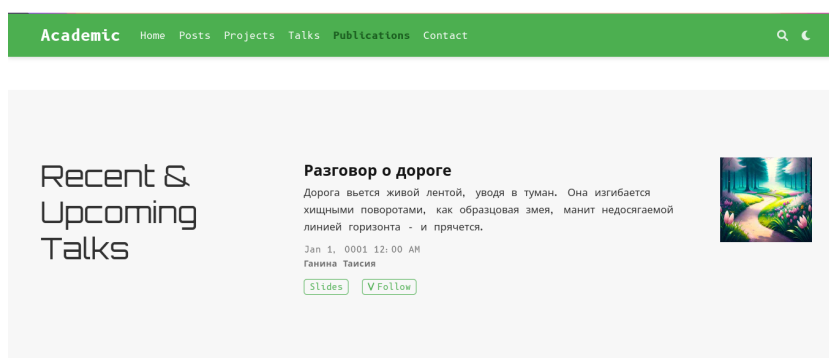 Academic Home Posts Projects Talks Publications Contact
Recent &
Upcoming
Talks
Разговор о дороге
Дорога вьется живой лентой, уводя в туман. Она изгибается
хищными поворотами, как образцовая змея, манит недосягаемой
линией горизонта - и прячется.
Jan 1, 0001 12:00 AM
Ганина Таисия
Slides V Follow